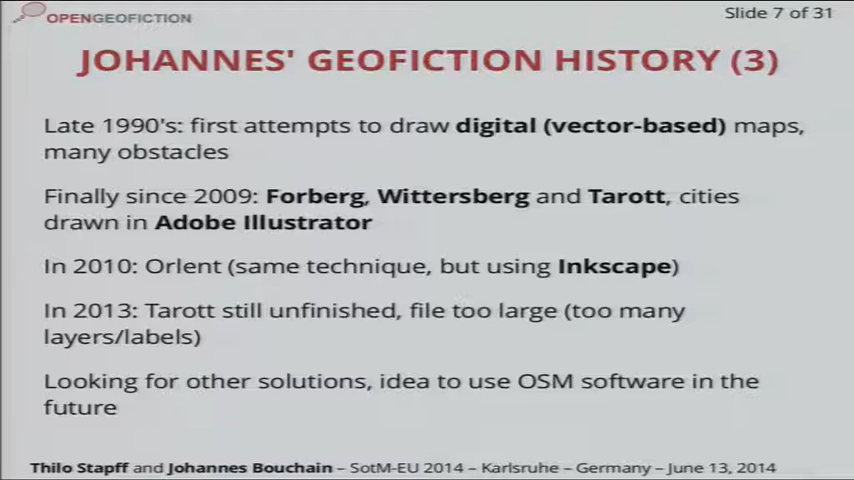 OPENGEOFICTION
Slide 7 of 31
JOHANNES' GEOFICTION HISTORY (3)
Late 1990's: first attempts to draw digital (vector-based) maps,
many obstacles
Finally since 2009: Forberg, Wittersberg and Tarott, cities
drawn in Adobe Illustrator
In 2010: Orlent (same technique, but using Inkscape)
In 2013: Tarott still unfinished, file too large (too many
layers/labels)
Looking for other solutions, idea to use OSM software in the
future
Thilo Stapff and Johannes Bouchain – SotM-EU 2014 – Karlsruhe – Germany – June 13, 2014